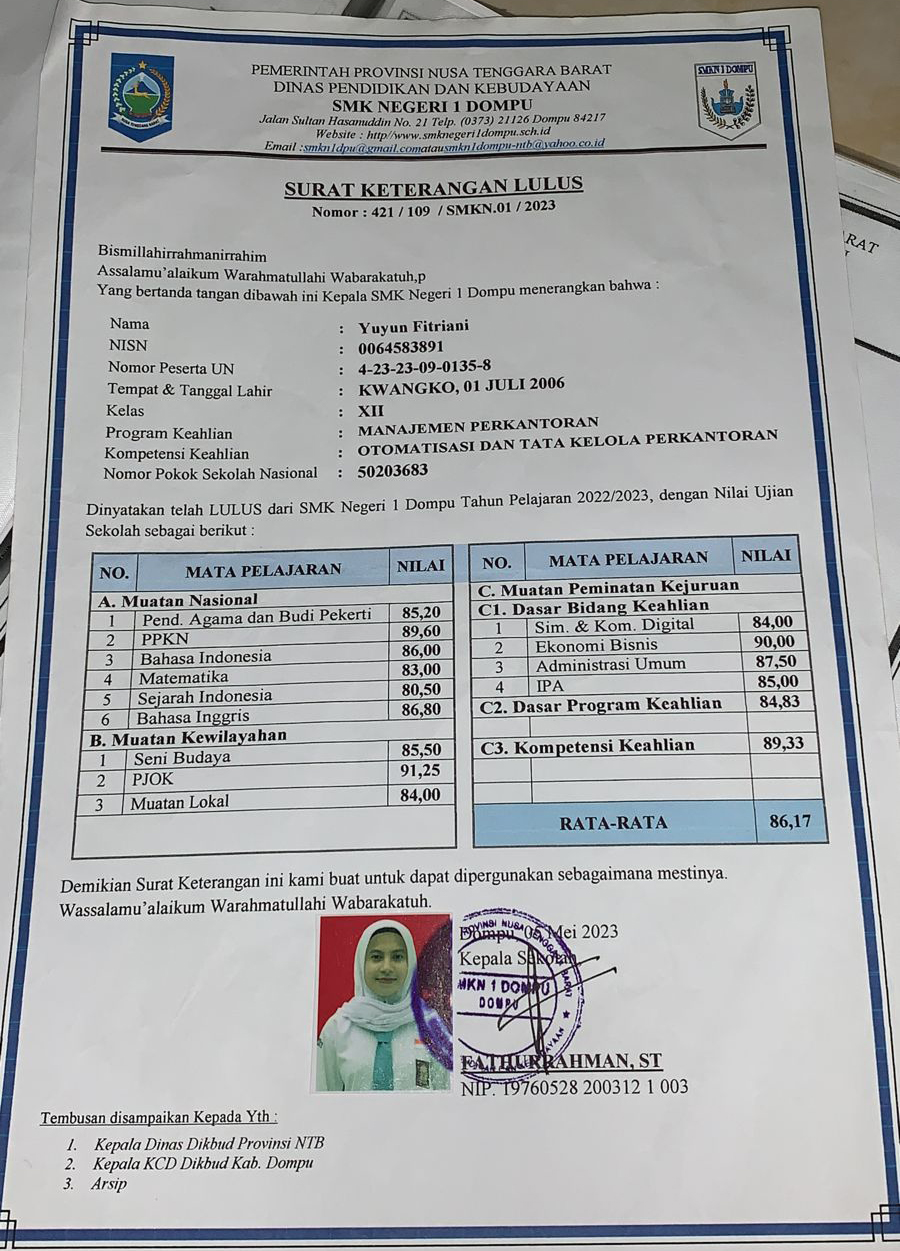 PEMERINTAH PROVINSI NUSA TENGGARA BARAT
DINAS PENDIDIKAN DAN KEBUDAYAAN
SMK NEGERI 1 DOMPU
Jalan Sultan Hasanuddin No. 21 Telp. (0373) 21126 Dompu 84217
Website : http//www.smknegeri1dompu.sch.id
Email :smkn1dpu@gmail.comatausmkn1dompu-ntb@yahoo.co.id
SMKN 1 DOMPU
SURAT KETERANGAN LULUS
Nomor : 421 / 109 / SMKN.01 / 2023
RAT
Bismillahirrahmanirrahim
Assalamu'alaikum Warahmatullahi Wabarakatuh,p
Yang bertanda tangan dibawah ini Kepala SMK Negeri 1 Dompu menerangkan bahwa :
Nama : Yuyun Fitriani
NISN : 0064583891
Nomor Peserta UN : 4-23-23-09-0135-8
Tempat & Tanggal Lahir : KWANGKO, 01 JULI 2006
Kelas : XII
Program Keahlian : MANAJEMEN PERKANTORAN
Kompetensi Keahlian : OTOMATISASI DAN TATA KELOLA PERKANTORAN
Nomor Pokok Sekolah Nasional : 50203683
Dinyatakan telah LULUS dari SMK Negeri 1 Dompu Tahun Pelajaran 2022/2023, dengan Nilai Ujian
Sekolah sebagai berikut :
NO. MATA PELAJARAN NILAI
A. Muatan Nasional
1 Pend. Agama dan Budi Pekerti 85,20
2 PPKN 89,60
3 Bahasa Indonesia 86,00
4 Matematika 83,00
5 Sejarah Indonesia 80,50
6 Bahasa Inggris 86,80
B. Muatan Kewilayahan
1 Seni Budaya 85,50
2 PJOK 91,25
3 Muatan Lokal 84,00
NO. MATA PELAJARAN NILAI
C. Muatan Peminatan Kejuruan
C1. Dasar Bidang Keahlian
1 Sim. & Kom. Digital 84,00
2 Ekonomi Bisnis 90,00
3 Administrasi Umum 87,50
4 IPA 85,00
C2. Dasar Program Keahlian 84,83
C3. Kompetensi Keahlian 89,33
RATA-RATA 86,17
Demikian Surat Keterangan ini kami buat untuk dapat dipergunakan sebagaimana mestinya.
Wassalamu'alaikum Warahmatullahi Wabarakatuh.
Dompu, Mei 2023
Kepala Sekolah
MKN 1 DOMPU
DOMPU
FATHURRAHMAN, ST
NIP. 19760528 200312 1 003
Tembusan disampaikan Kepada Yth :
1. Kepala Dinas Dikbud Provinsi NTB
2. Kepala KCD Dikbud Kab. Dompu
3. Arsip